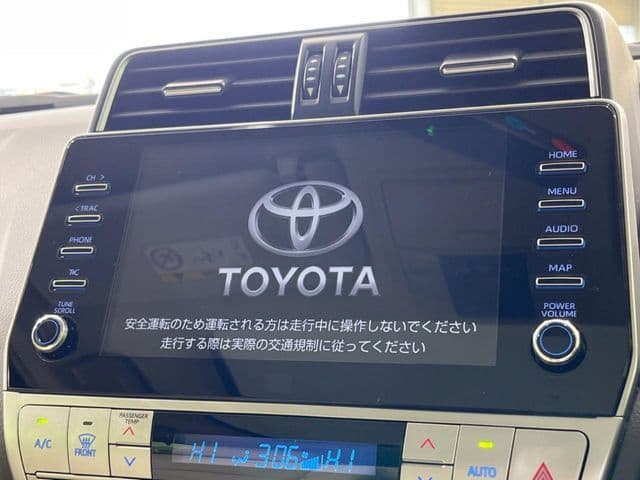 CH >
< TRAC
PHONE
T&C
TUNE
SCROLL
HOME
MENU
AUDIO
MAP
POWER
VOLUME
TOYOTA
安全運転のため運転される方は走行中に操作しないでください
走行する際は実際の交通規制に従ってください
A/C
FRONT
PASSENGER
TEMP
HI
306
HI
AUTO